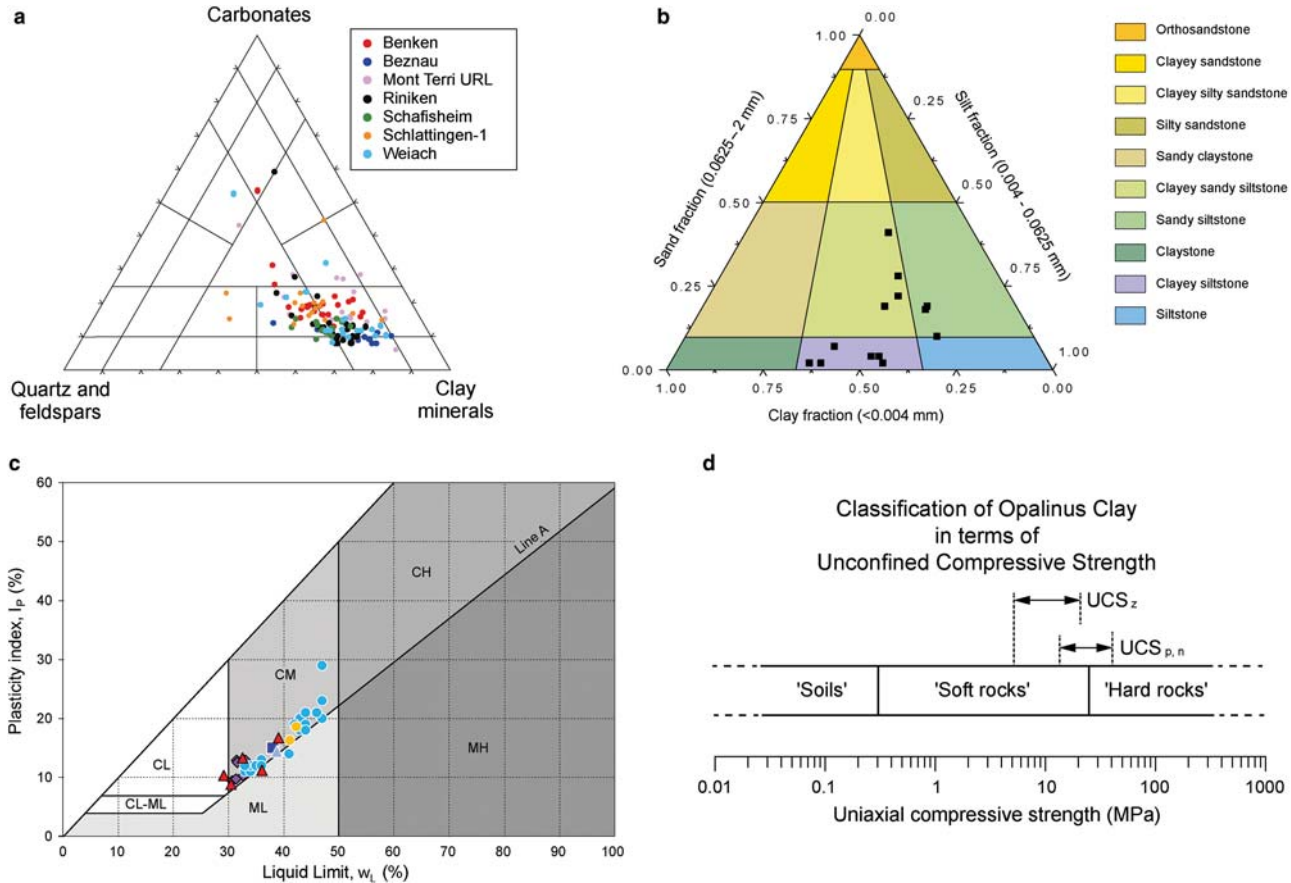 a
Carbonates
Benken
Beznau
Mont Terri URL
Riniken
Schafisheim
Schlattingen-1
Weiach
Quartz and
feldspars
Clay
minerals
b
0.00
1.00
0.25
0.75
0.50
0.50
0.75
0.25
1.00
0.00
1.00
0.75
0.50
0.25
0.00
Sand fraction (0.0625 – 2 mm)
Silt fraction (0.004 - 0.0625 mm)
Clay fraction (<0.004 mm)
Orthosandstone
Clayey sandstone
Clayey silty sandstone
Silty sandstone
Sandy claystone
Clayey sandy siltstone
Sandy siltstone
Claystone
Clayey siltstone
Siltstone
c
60
50
40
30
20
10
0
Plasticity index, IP (%)
CH
Line A
CM
MH
CL
CL-ML
ML
0 10 20 30 40 50 60 70 80 90 100
Liquid Limit, wL (%)
d
Classification of Opalinus Clay
in terms of
Unconfined Compressive Strength
UCS z
UCS p, n
'Soils' 'Soft rocks' 'Hard rocks'
0.01 0.1 1 10 100 1000
Uniaxial compressive strength (MPa)